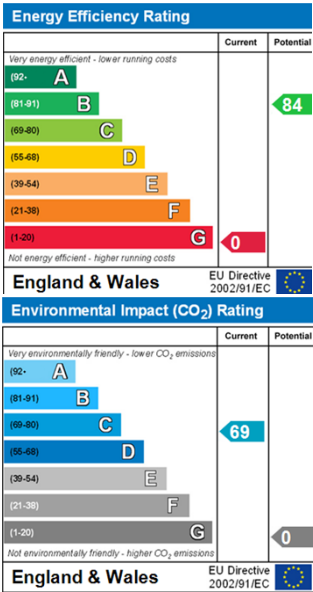 Energy Efficiency Rating
Current Potential
Very energy efficient - lower running costs
(92- A
(81-91) B 84
(69-80) C
(55-68) D
(39-54) E
(21-38) F
(1-20) G 0
Not energy efficient - higher running costs
England & Wales EU Directive
2002/91/EC
Environmental Impact (CO2) Rating
Current Potential
Very environmentally friendly - lower CO2 emissions
(92- A
(81-91) B
(69-80) C 69
(55-68) D
(39-54) E
(21-38) F
(1-20) G 0
Not environmentally friendly - higher CO2 emissions
England & Wales EU Directive
2002/91/EC